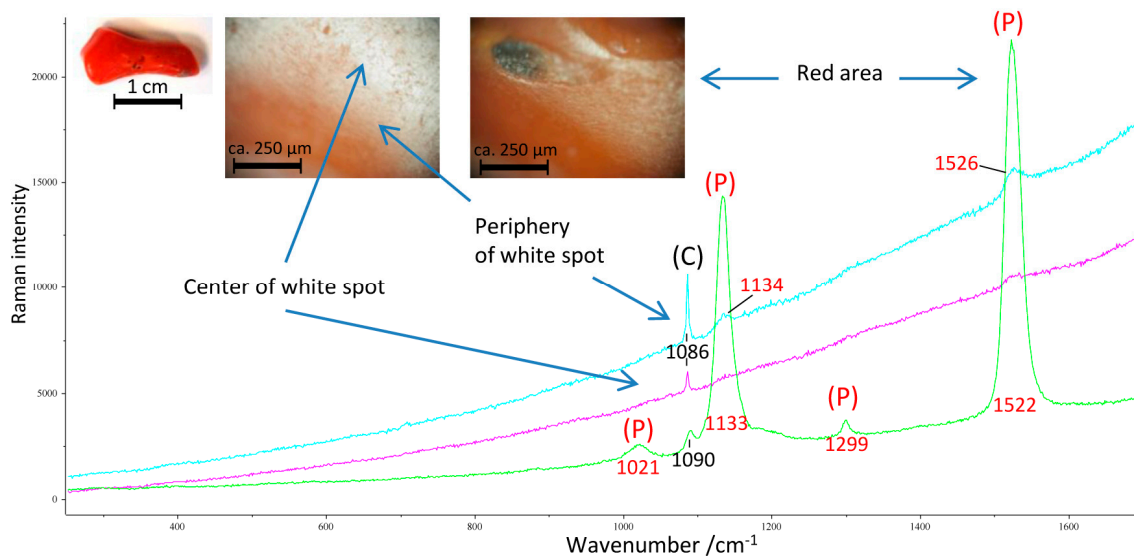 (P)
Red area
1 cm
ca. 250 µm
ca. 250 µm
20000
15000
10000
5000
0
Raman intensity
(P)
1526
Periphery
of white spot
(C)
Center of white spot
1134
1086
(P)
(P)
1133
1522
1021
1090
1299
400
600
800
1000
1200
1400
1600
Wavenumber /cm⁻¹